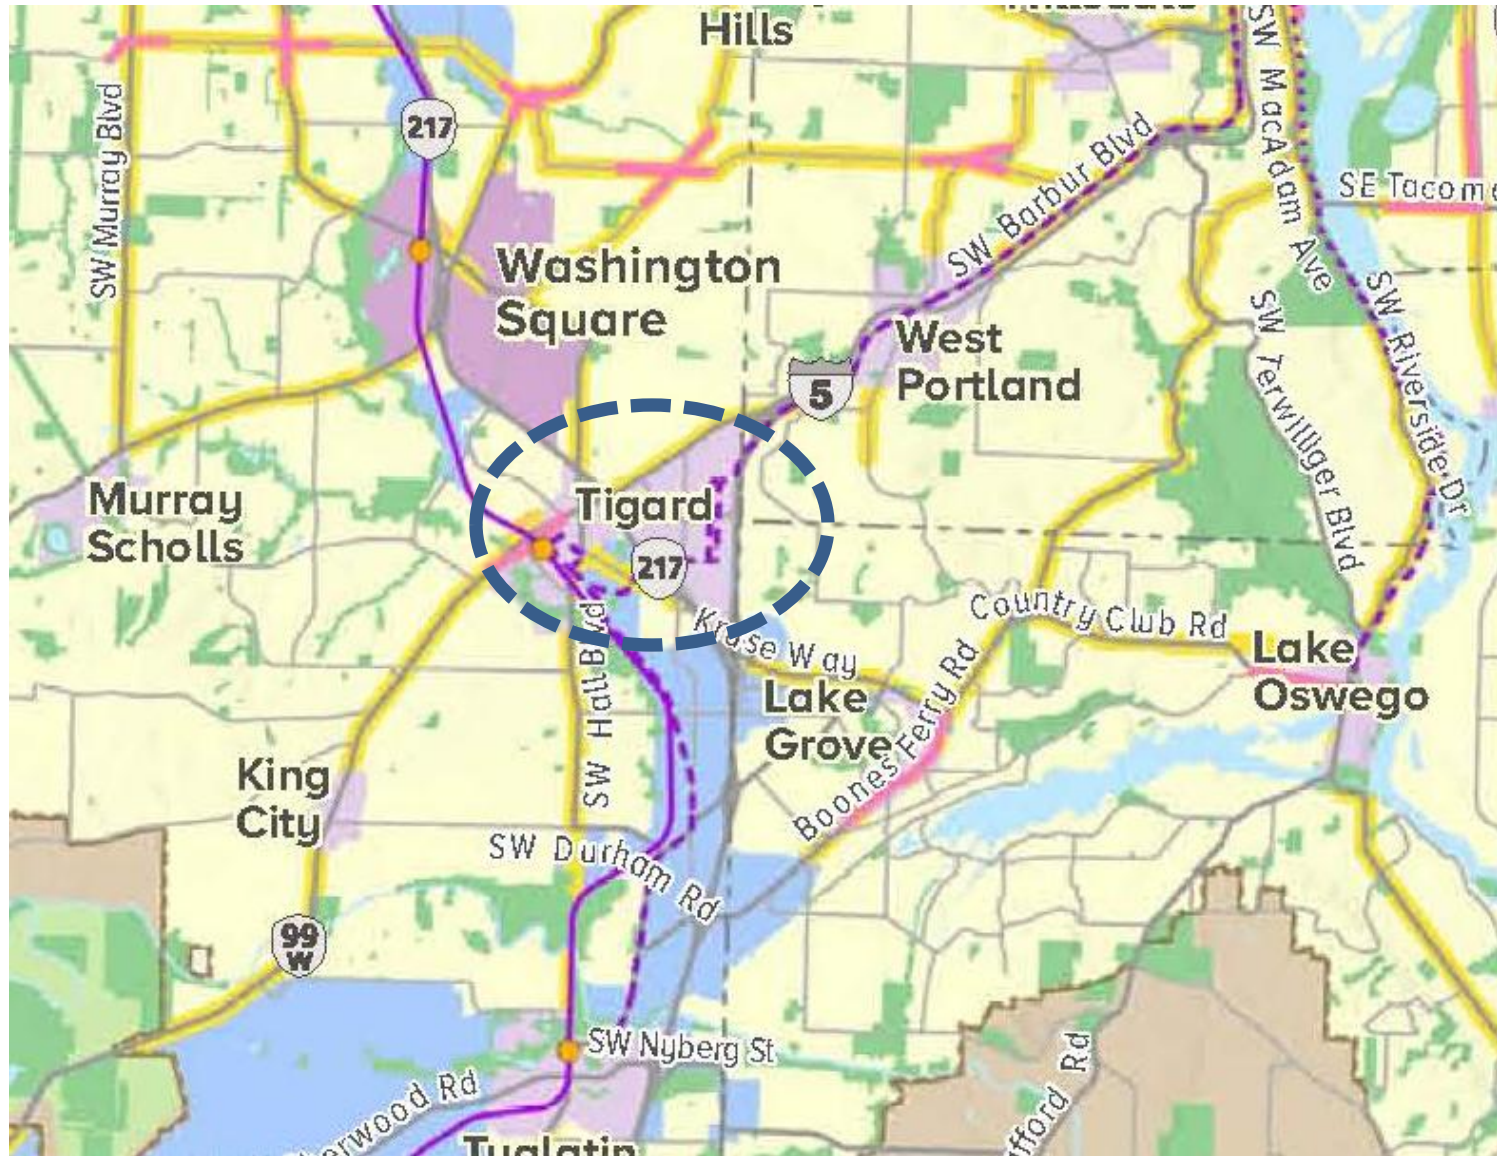 Hills
SW Murray Blvd
217
SW MacAdam Ave
SW Barbur Blvd
Washington
Square
SW Riverside Dr
SW Terwilliger Blvd
West
Portland
5
Murray
Scholls
Tigard
217
Kruse Way
Country Club Rd
Lake
Oswego
SW Hall Blvd
Lake
Grove
Boones Ferry Rd
King
City
SW Durham Rd
99
W
SW Nyberg St
Rd
Tualatin